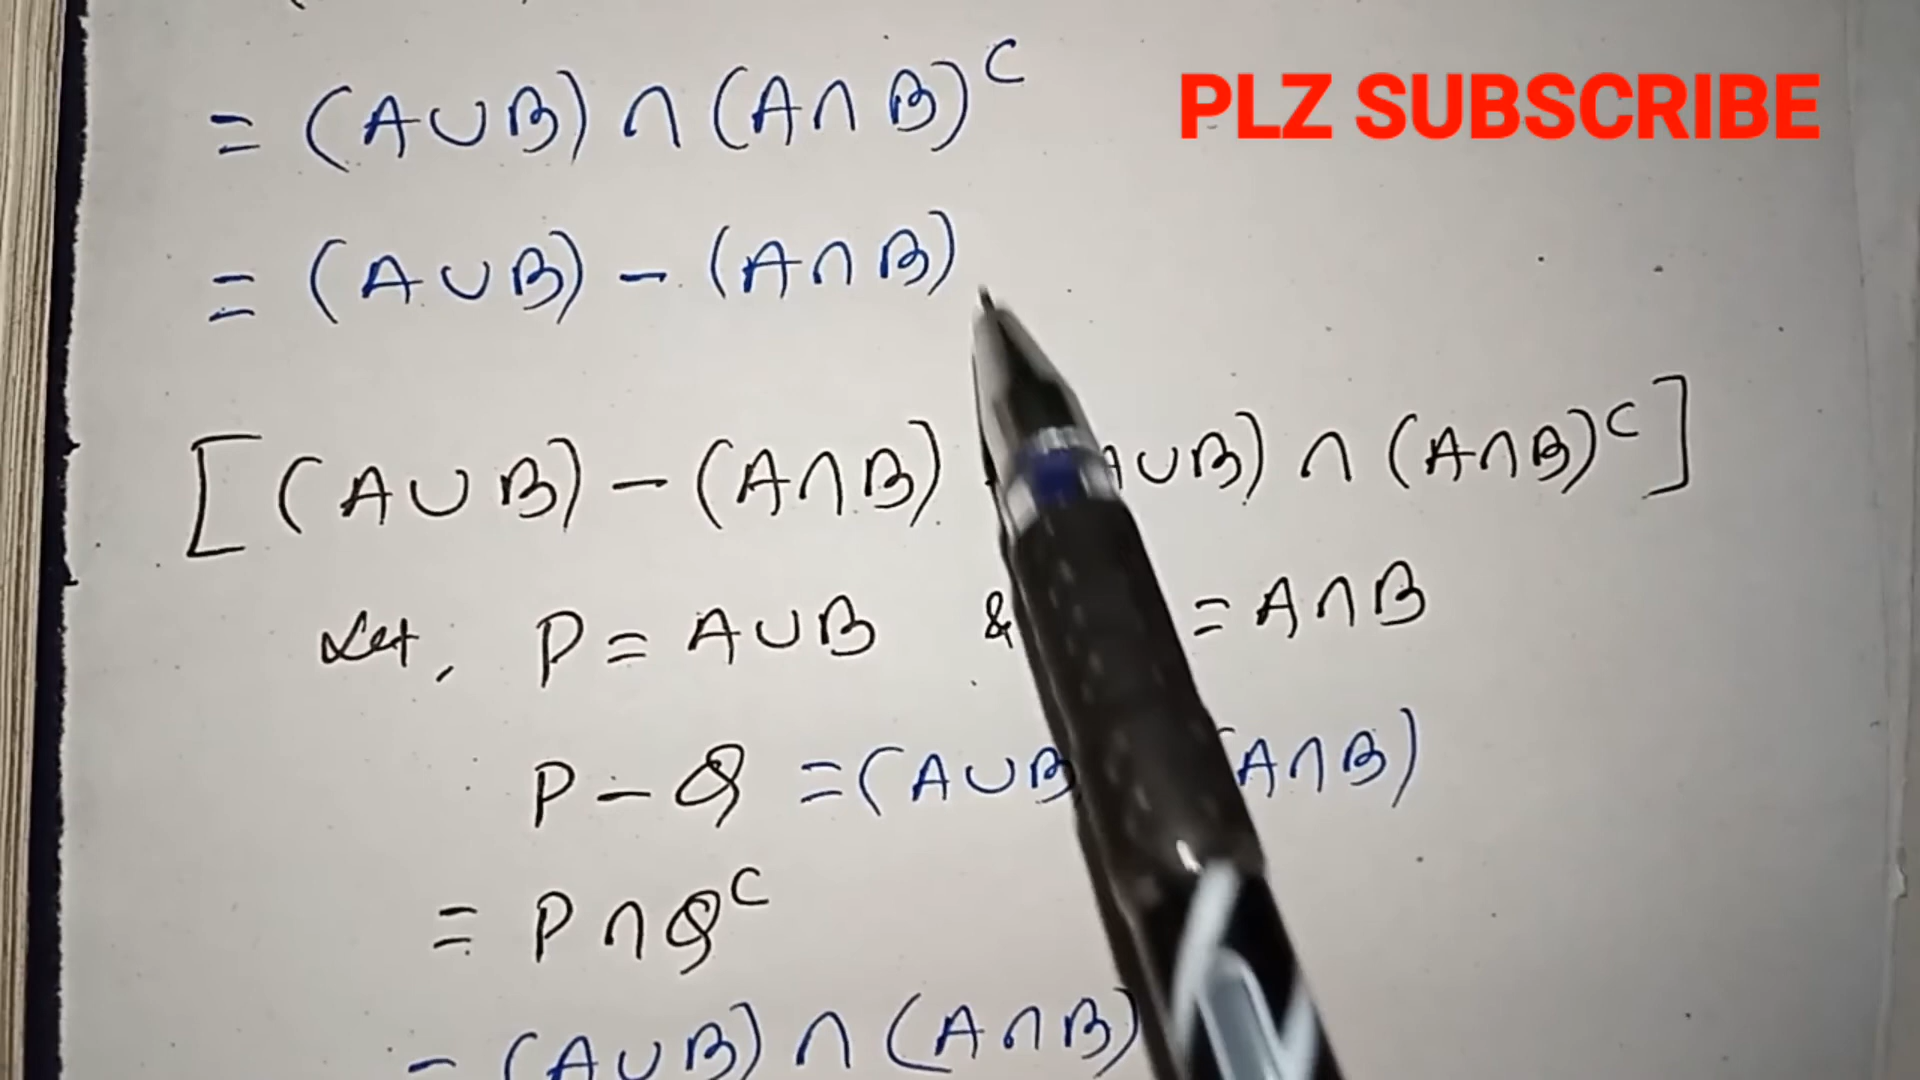 = (A∪B) ∩ (A∩B)^C
PLZ SUBSCRIBE
= (A∪B) - (A∩B)
[(A∪B) - (A∩B) ∪B) ∩ (A∩B)^C]
Let, P = A∪B & = A∩B
P - Q = (A∪B A∩B)
= P∩Q^C
= (A∪B) ∩ (A∩B)